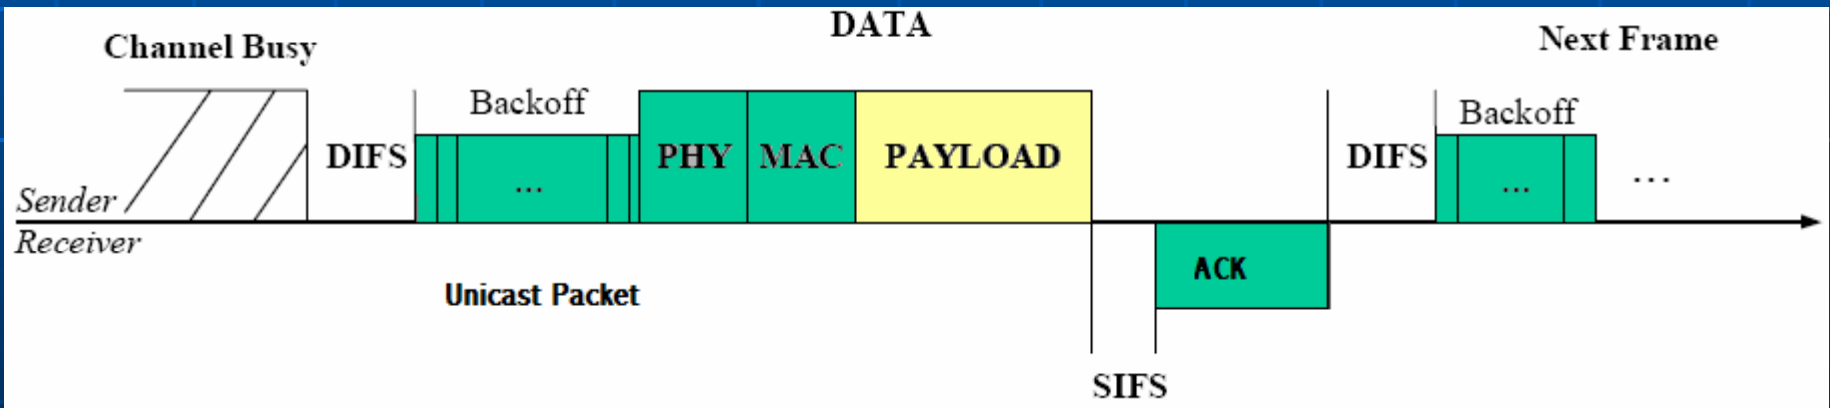 DATA
Channel Busy
Next Frame
Backoff
Backoff
DIFS
PHY
MAC
PAYLOAD
DIFS
...
...
...
Sender
Receiver
ACK
Unicast Packet
SIFS